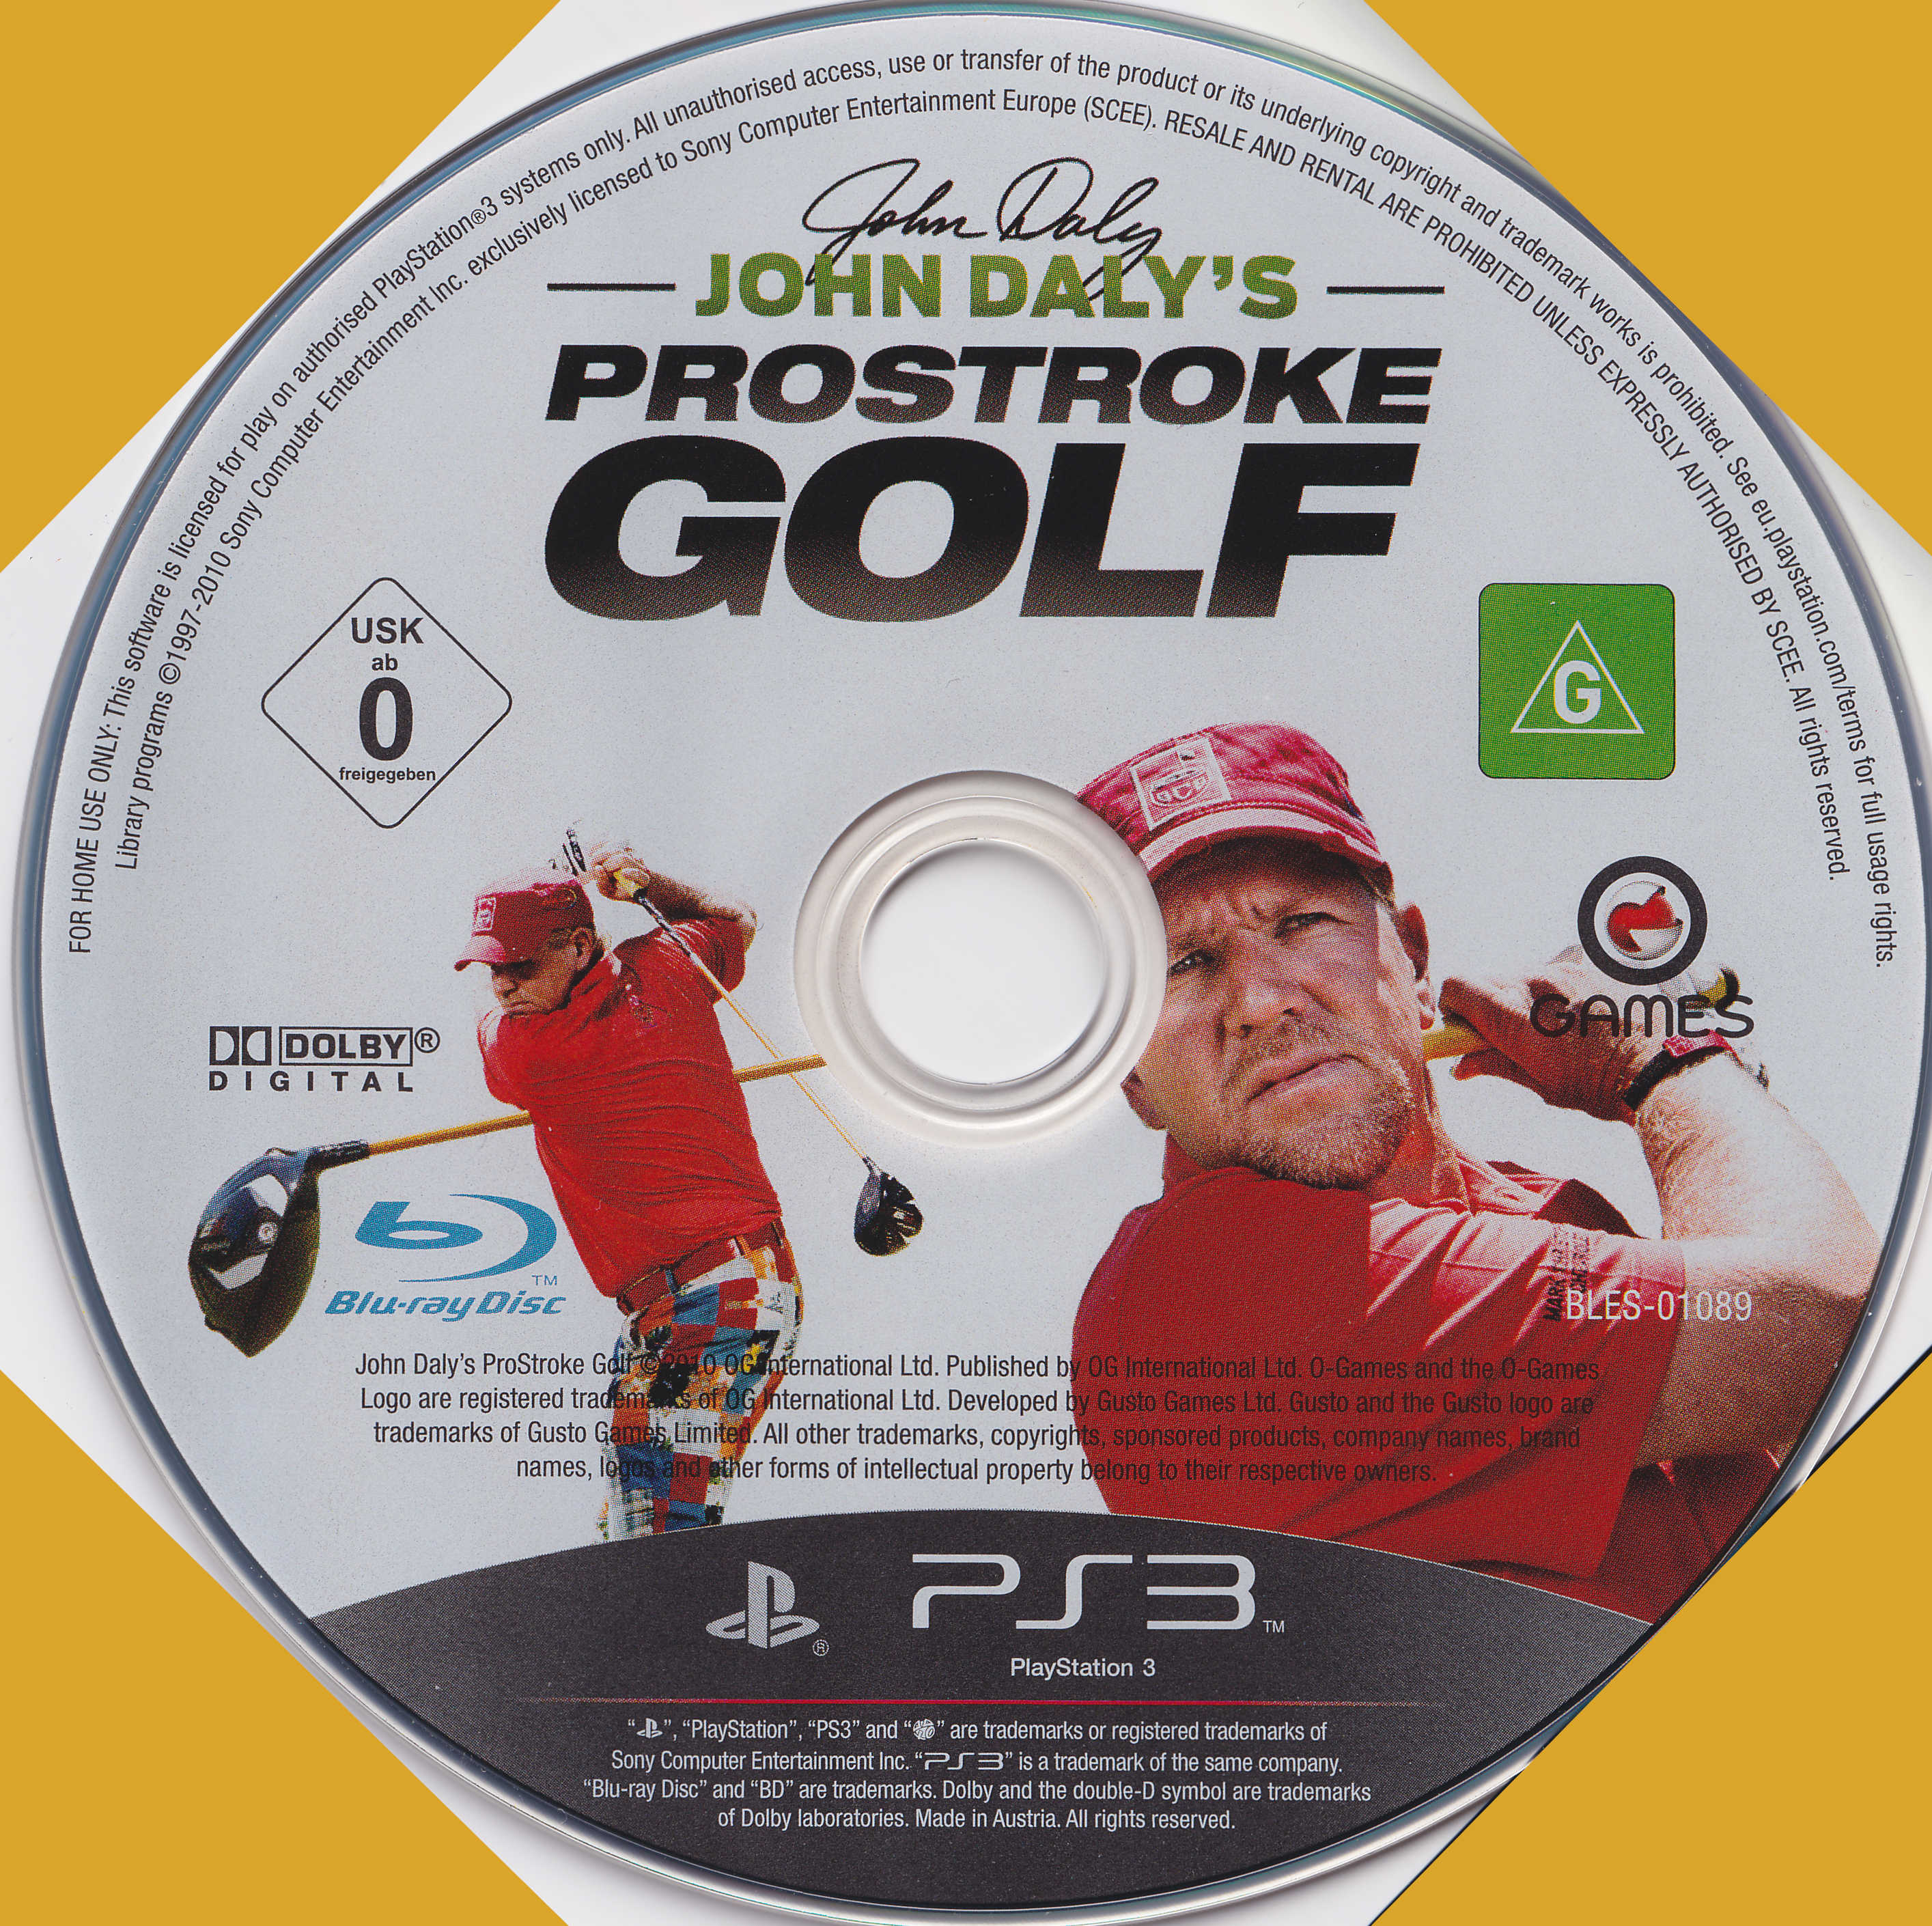 FOR HOME USE ONLY: This software is licensed for play on authorised PlayStation®3 systems only. All unauthorised access, use or transfer of the product or its underlying copyright and trademark works is prohibited. See eu.playstation.com/terms for full usage rights.
Library programs ©1997-2010 Sony Computer Entertainment Inc. exclusively licensed to Sony Computer Entertainment Europe (SCEE). RESALE AND RENTAL ARE PROHIBITED UNLESS EXPRESSLY AUTHORISED BY SCEE. All rights reserved.
John Daly
JOHN DALY'S
PROSTROKE
GOLF
USK
ab
0
freigegeben
G
GAMES
DOLBY®
DIGITAL
Blu-ray Disc™
BLES-01089
John Daly's ProStroke Golf ©2010 OG International Ltd. Published by OG International Ltd. O-Games and the O-Games
Logo are registered trademarks of OG International Ltd. Developed by Gusto Games Ltd. Gusto and the Gusto logo are
trademarks of Gusto Games Limited. All other trademarks, copyrights, sponsored products, company names, brand
names, logos and other forms of intellectual property belong to their respective owners.
® PS3™
PlayStation 3
“ ”, “PlayStation”, “PS3” and “ ” are trademarks or registered trademarks of
Sony Computer Entertainment Inc. “PS3” is a trademark of the same company.
“Blu-ray Disc” and “BD” are trademarks. Dolby and the double-D symbol are trademarks
of Dolby laboratories. Made in Austria. All rights reserved.